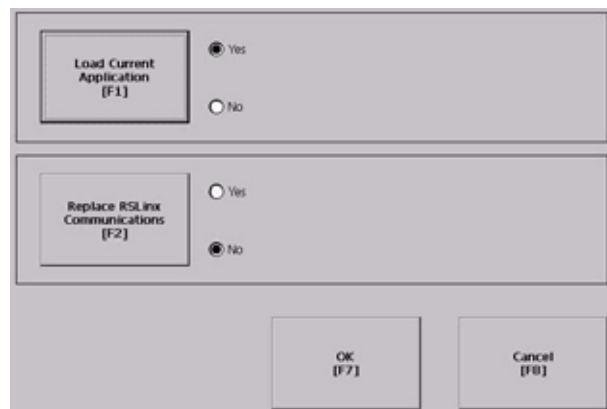 Load Current
Application
[F1]
Yes
No
Replace RSLinx
Communications
[F2]
Yes
No
OK
[F7]
Cancel
[F8]